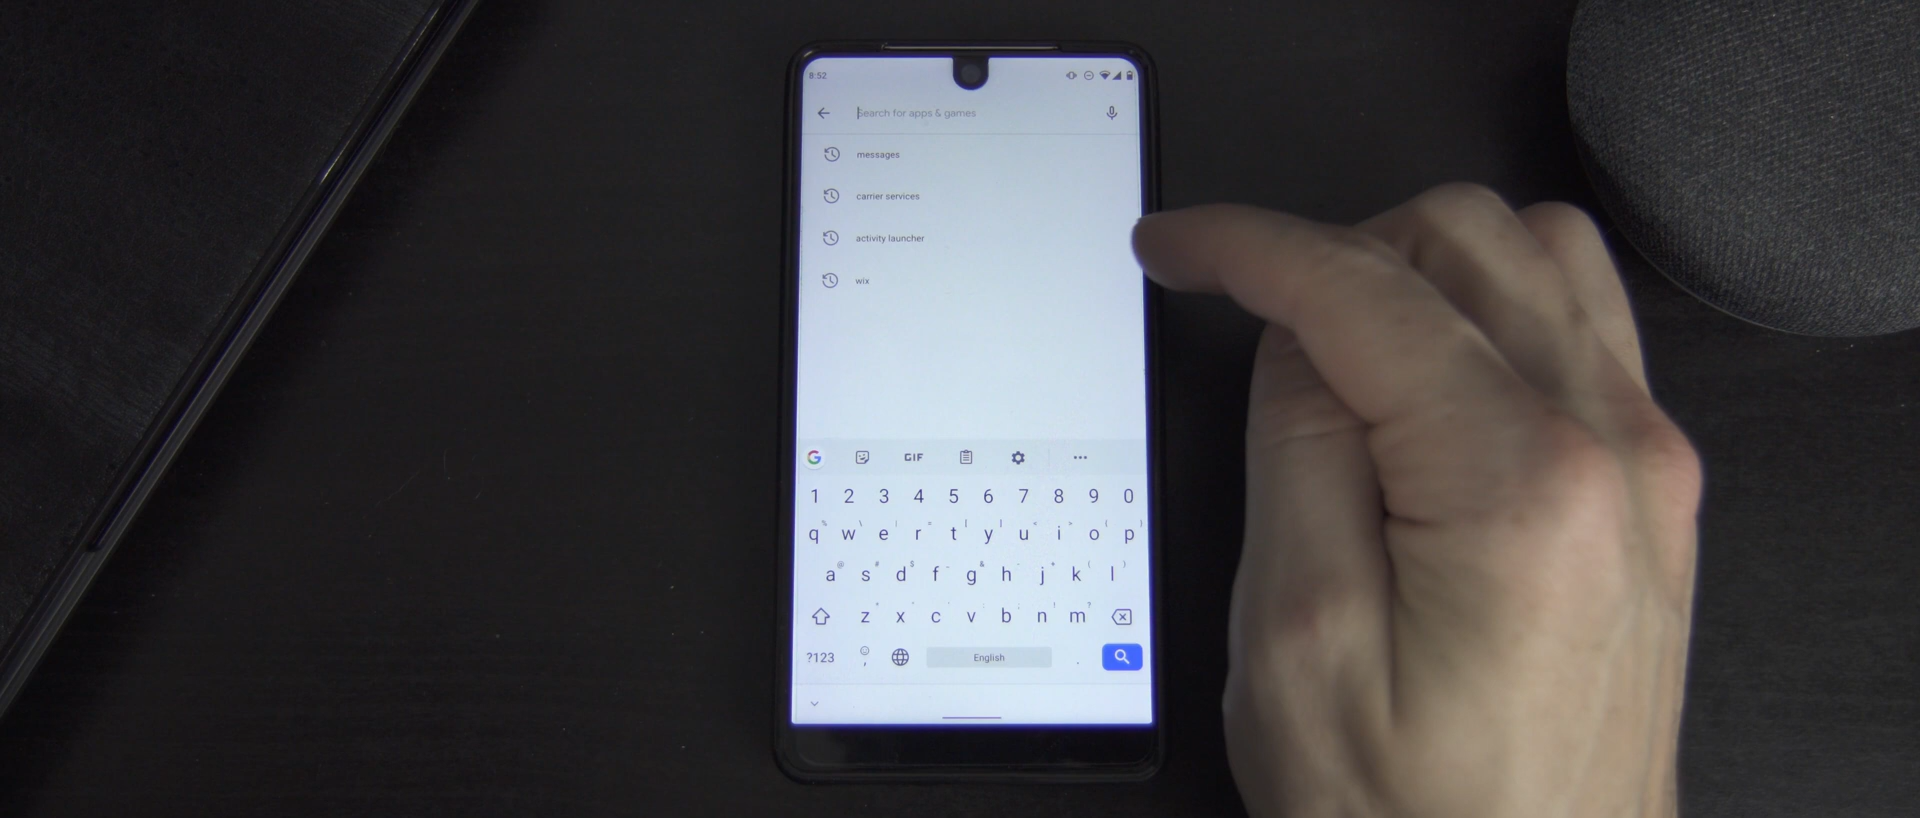 8:52
Search for apps & games
messages
carrier services
activity launcher
wix
G GIF
1 2 3 4 5 6 7 8 9 0
q w e r t y u i o p
a s d f g h j k l
z x c v b n m
?123 , English .